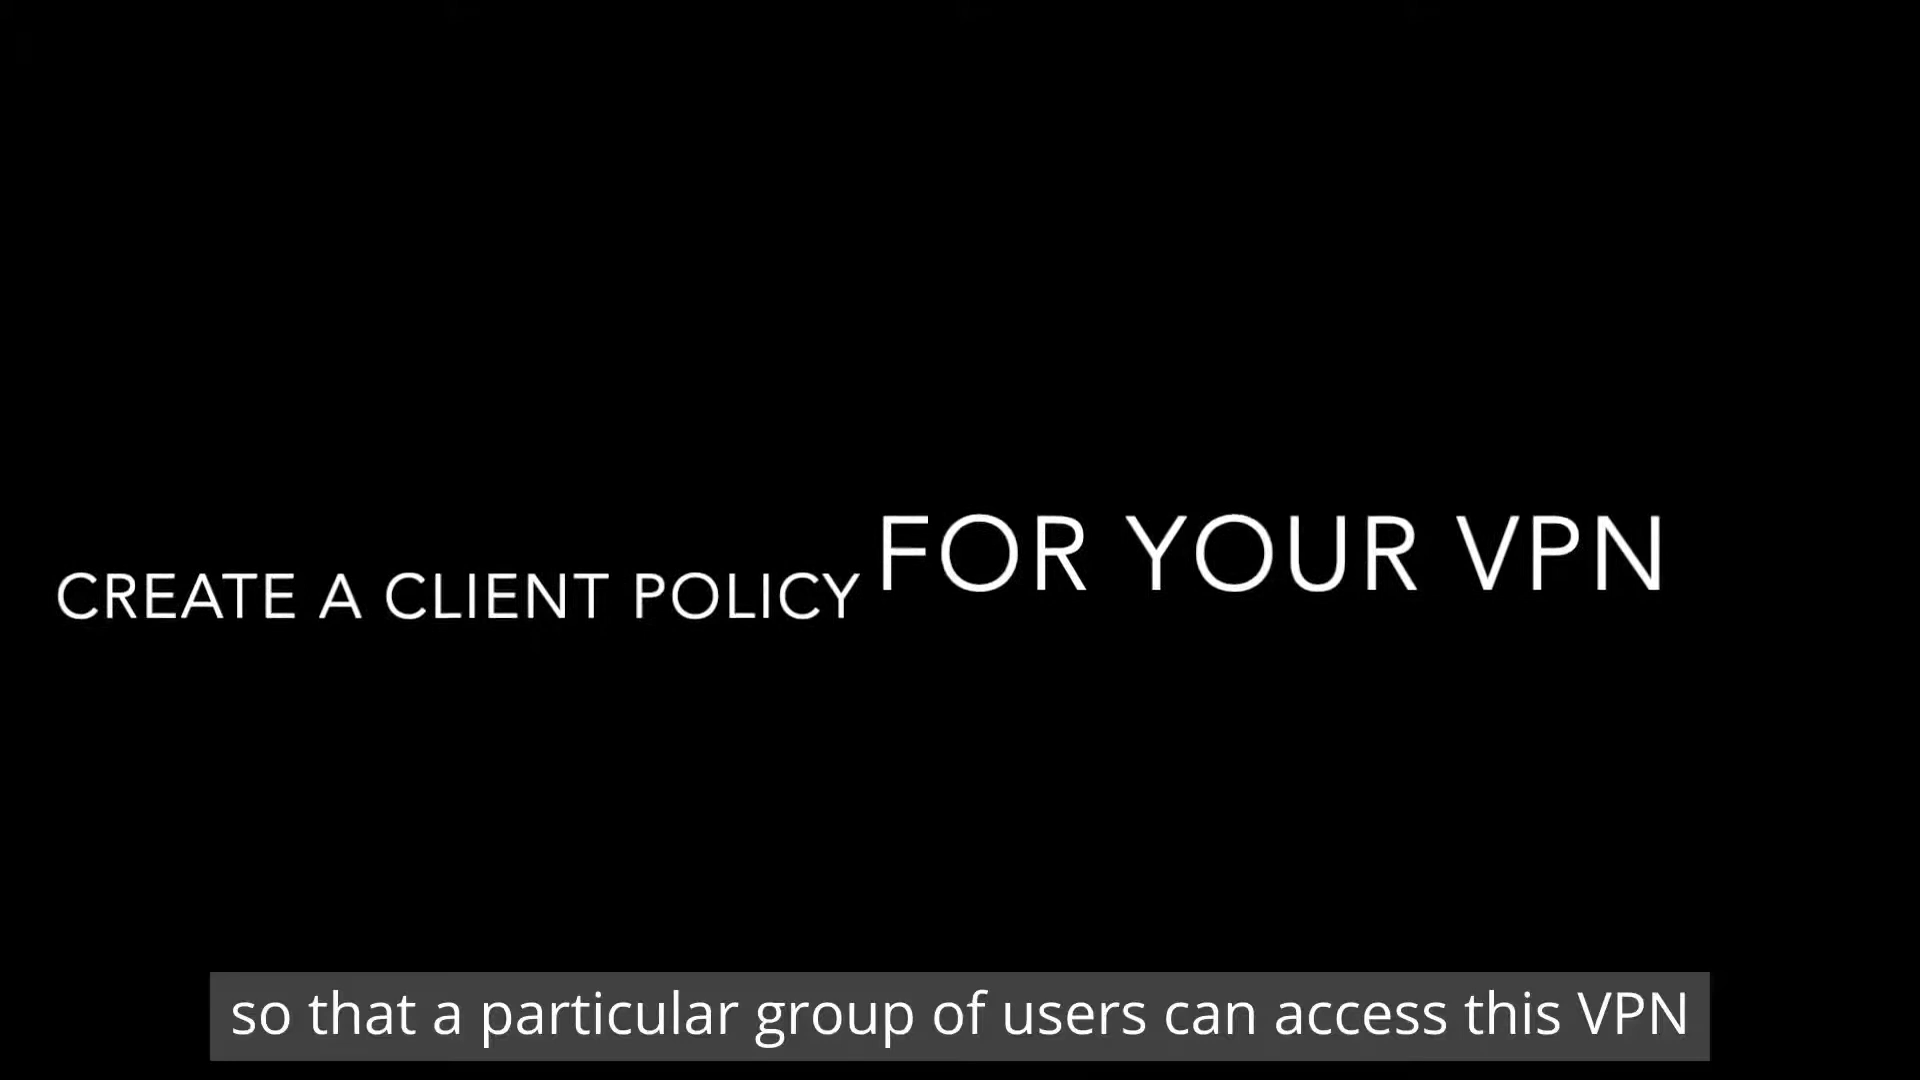 CREATE A CLIENT POLICY FOR YOUR VPN
so that a particular group of users can access this VPN